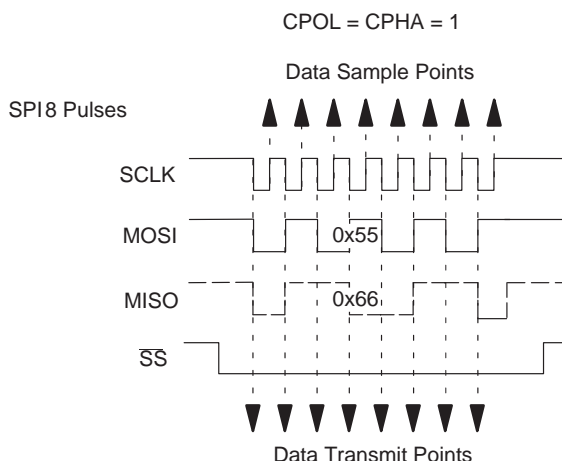 CPOL = CPHA = 1
Data Sample Points
SPI8 Pulses
SCLK
MOSI
0x55
MISO
0x66
SS
Data Transmit Points